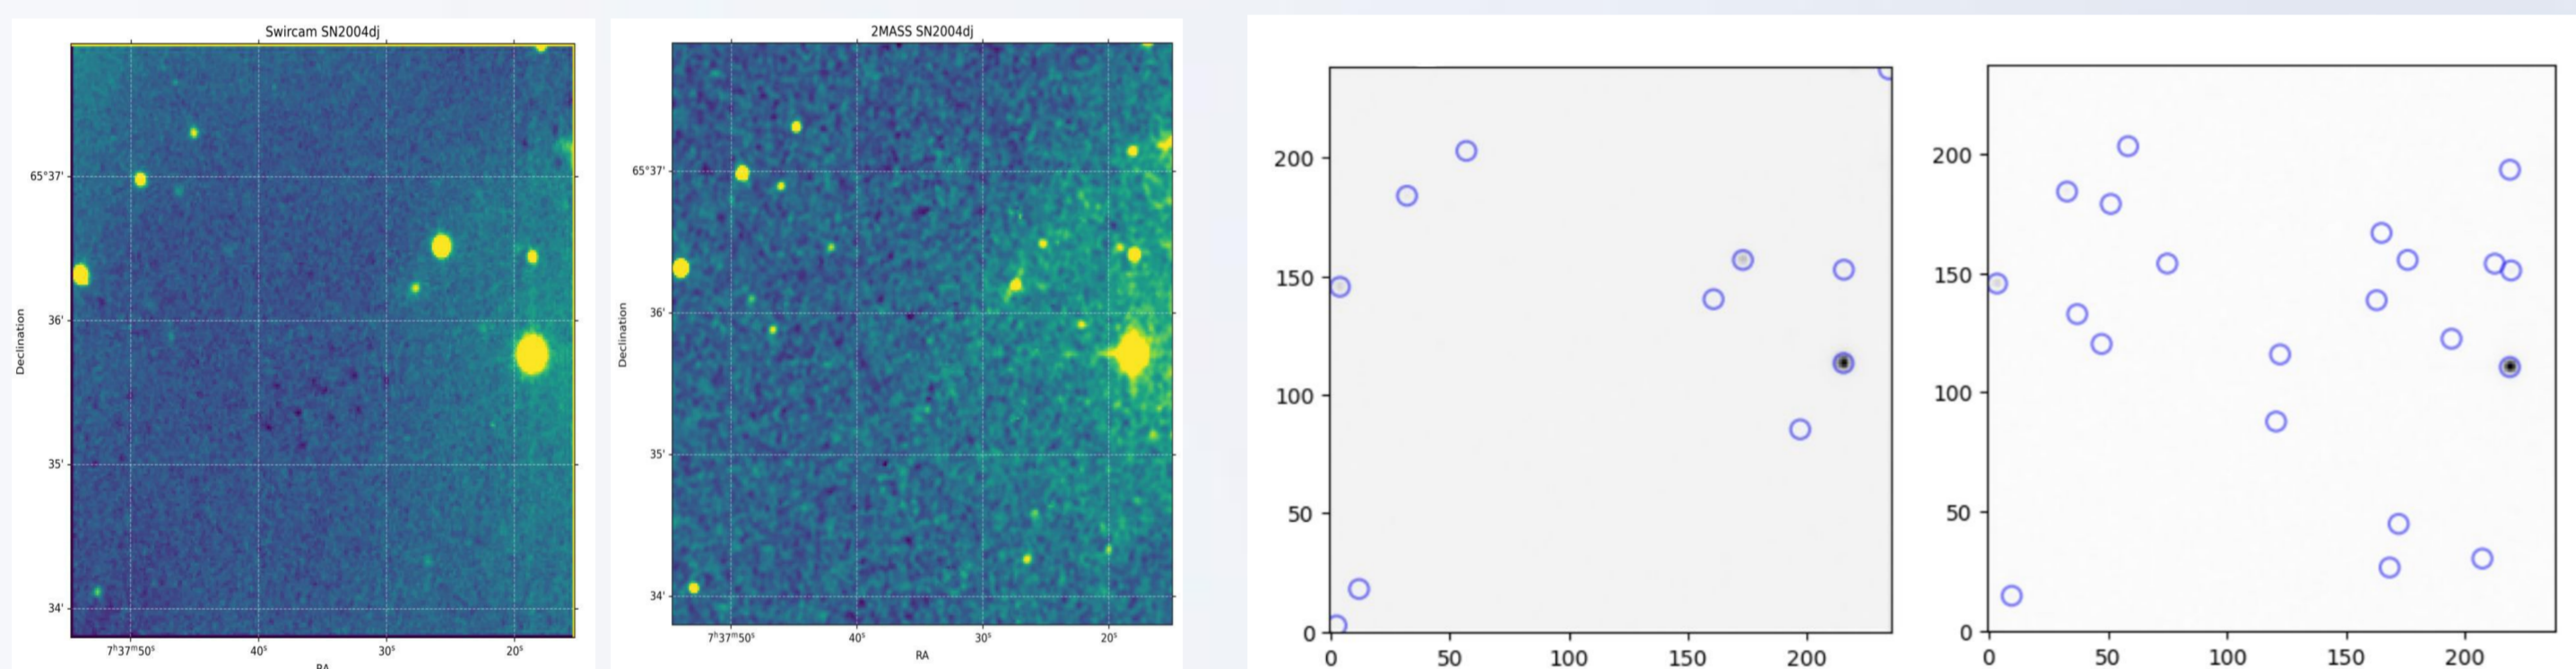 Swircam SN2004dj
65°37'
36'
35'
34'
Declination
7ʰ37ᵐ50ˢ 40ˢ 30ˢ 20ˢ
RA
2MASS SN2004dj
65°37'
36'
35'
34'
Declination
7ʰ37ᵐ50ˢ 40ˢ 30ˢ 20ˢ
RA
200
150
100
50
0
0 50 100 150 200
200
150
100
50
0
0 50 100 150 200